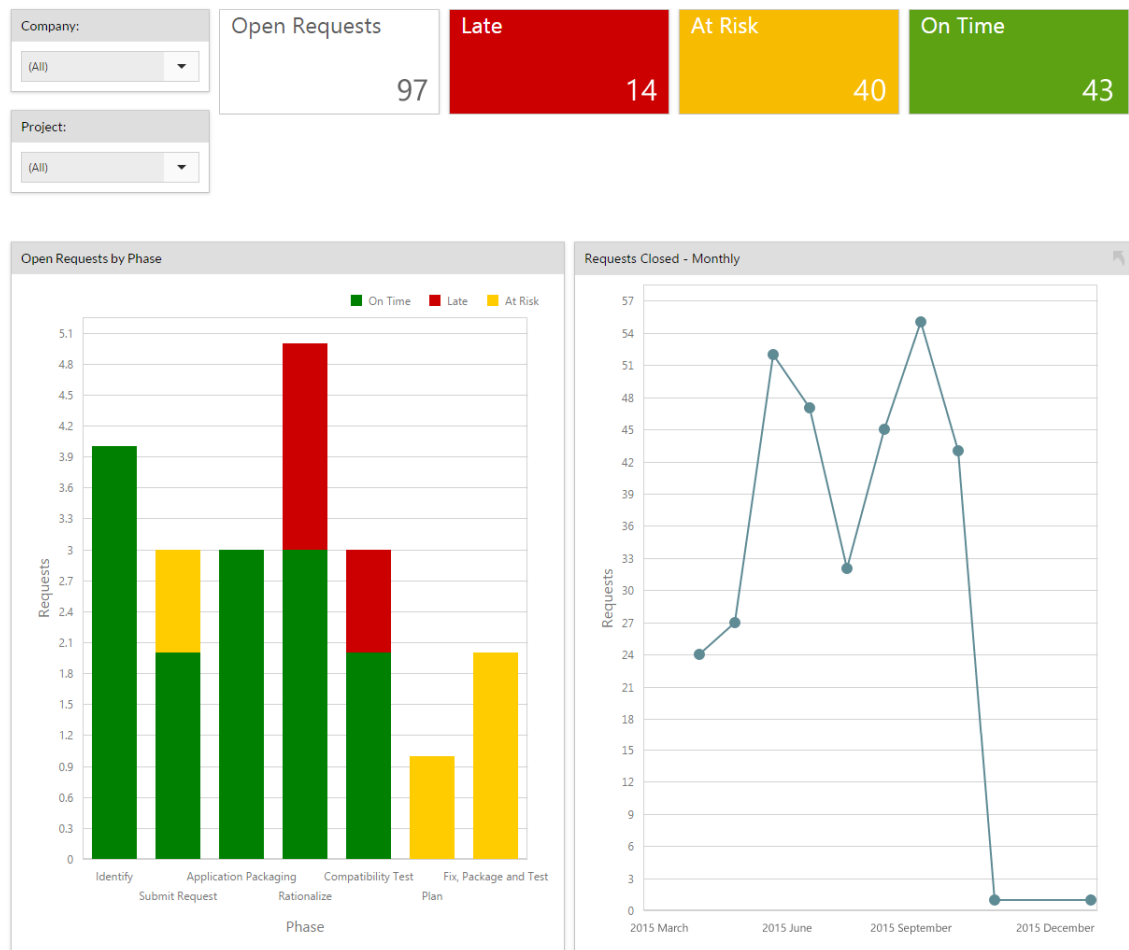 Company:
(All)
Project:
(All)
Open Requests
97
Late
14
At Risk
40
On Time
43
Open Requests by Phase
On Time Late At Risk
5.1
4.8
4.5
4.2
3.9
3.6
3.3
3
2.7
2.4
2.1
1.8
1.5
1.2
0.9
0.6
0.3
0
Requests
Identify Application Packaging Compatibility Test Fix, Package and Test
Submit Request Rationalize Plan
Phase
Requests Closed - Monthly
57
54
51
48
45
42
39
36
33
30
27
24
21
18
15
12
9
6
3
0
Requests
2015 March 2015 June 2015 September 2015 December